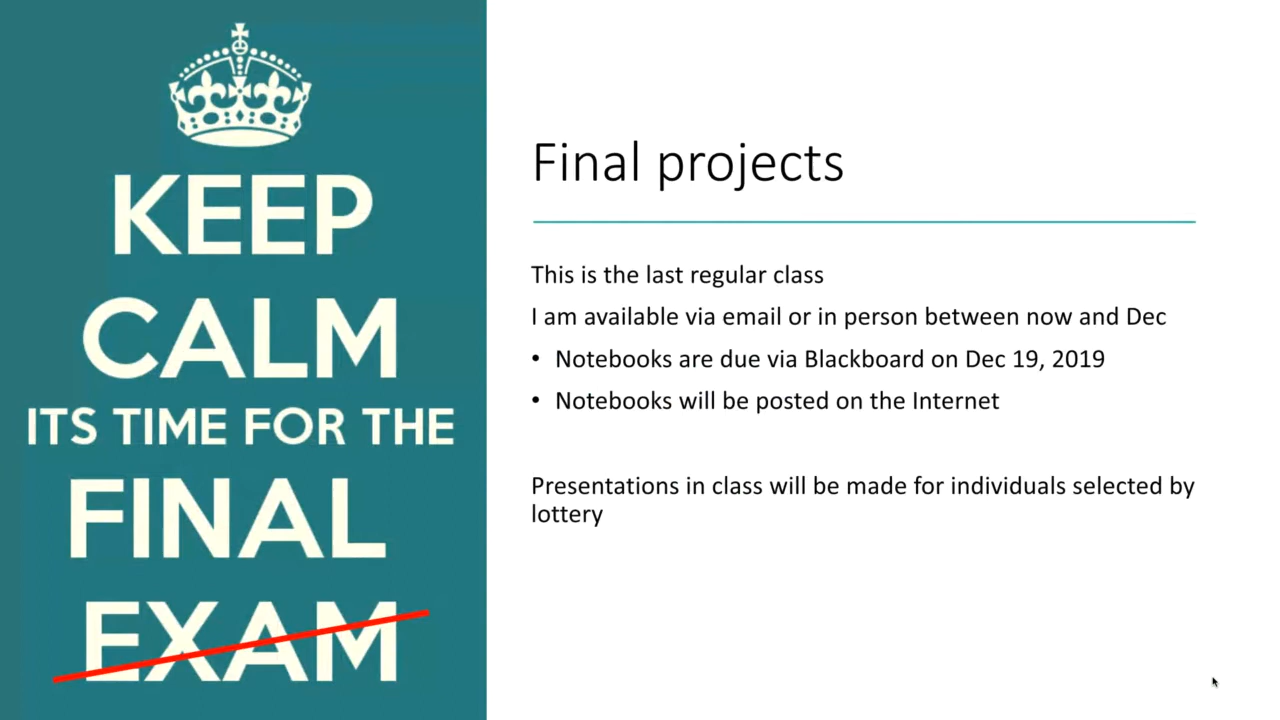 KEEP
CALM
ITS TIME FOR THE
FINAL
EXAM
Final projects
This is the last regular class
I am available via email or in person between now and Dec
• Notebooks are due via Blackboard on Dec 19, 2019
• Notebooks will be posted on the Internet
Presentations in class will be made for individuals selected by
lottery